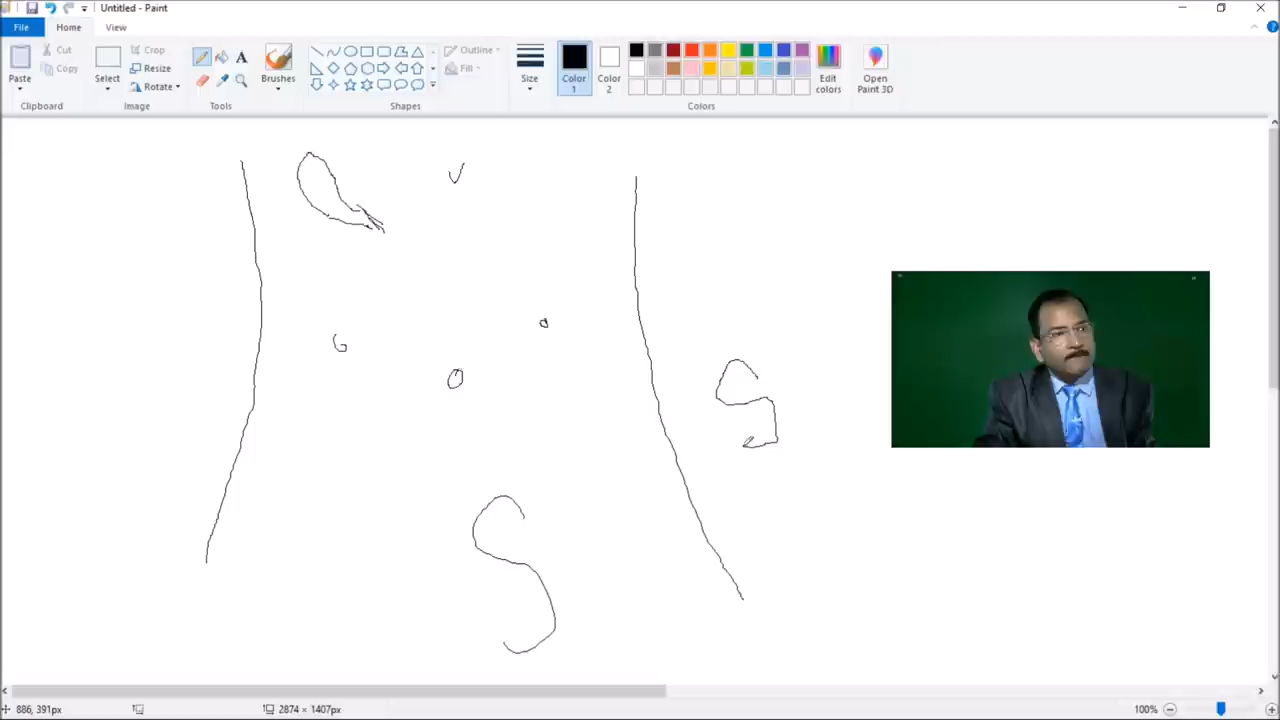 Untitled - Paint
File Home View
Paste
Cut
Copy
Clipboard
Select
Crop
Resize
Rotate
Image
A
Tools
Brushes
Shapes
Outline
Fill
Size
Color
1
Color
2
Edit
colors
Open
Paint 3D
Colors
S
S
886, 391px
2874 × 1407px
100%